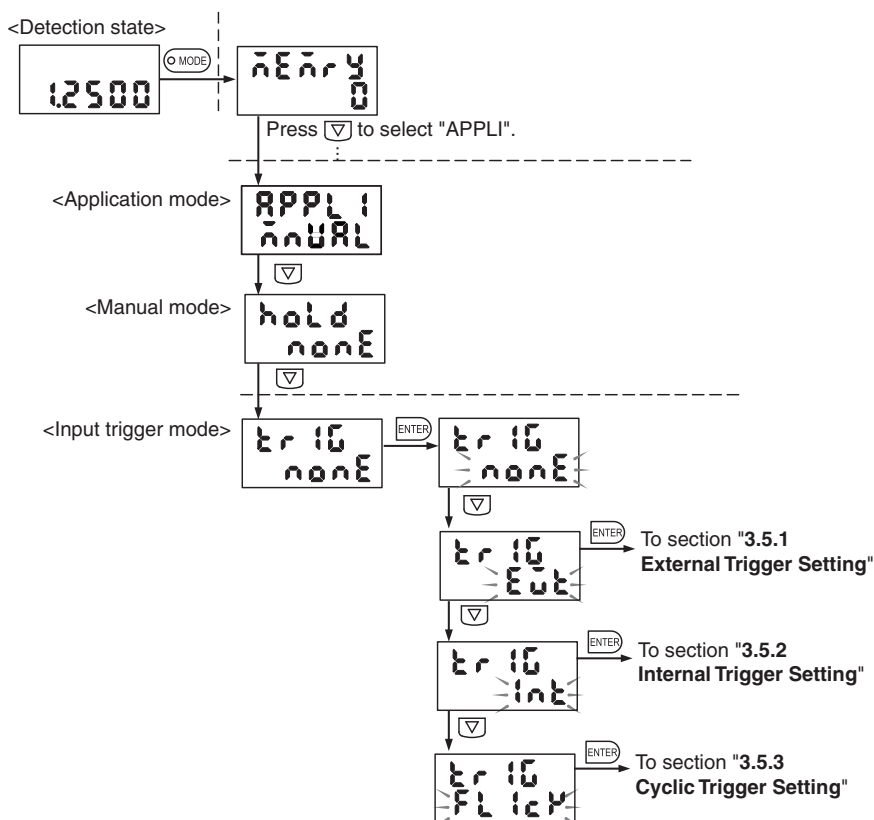 <Detection state>
1.2500
MODE
mEmrY
0
Press to select "APPLI".
<Application mode>
APPLI
mnUAL
<Manual mode>
hoLd
nonE
<Input trigger mode>
trIG
nonE
ENTER
trIG
nonE
trIG
EUt
ENTER
To section "3.5.1
External Trigger Setting"
trIG
Int
ENTER
To section "3.5.2
Internal Trigger Setting"
trIG
FLIcK
ENTER
To section "3.5.3
Cyclic Trigger Setting"